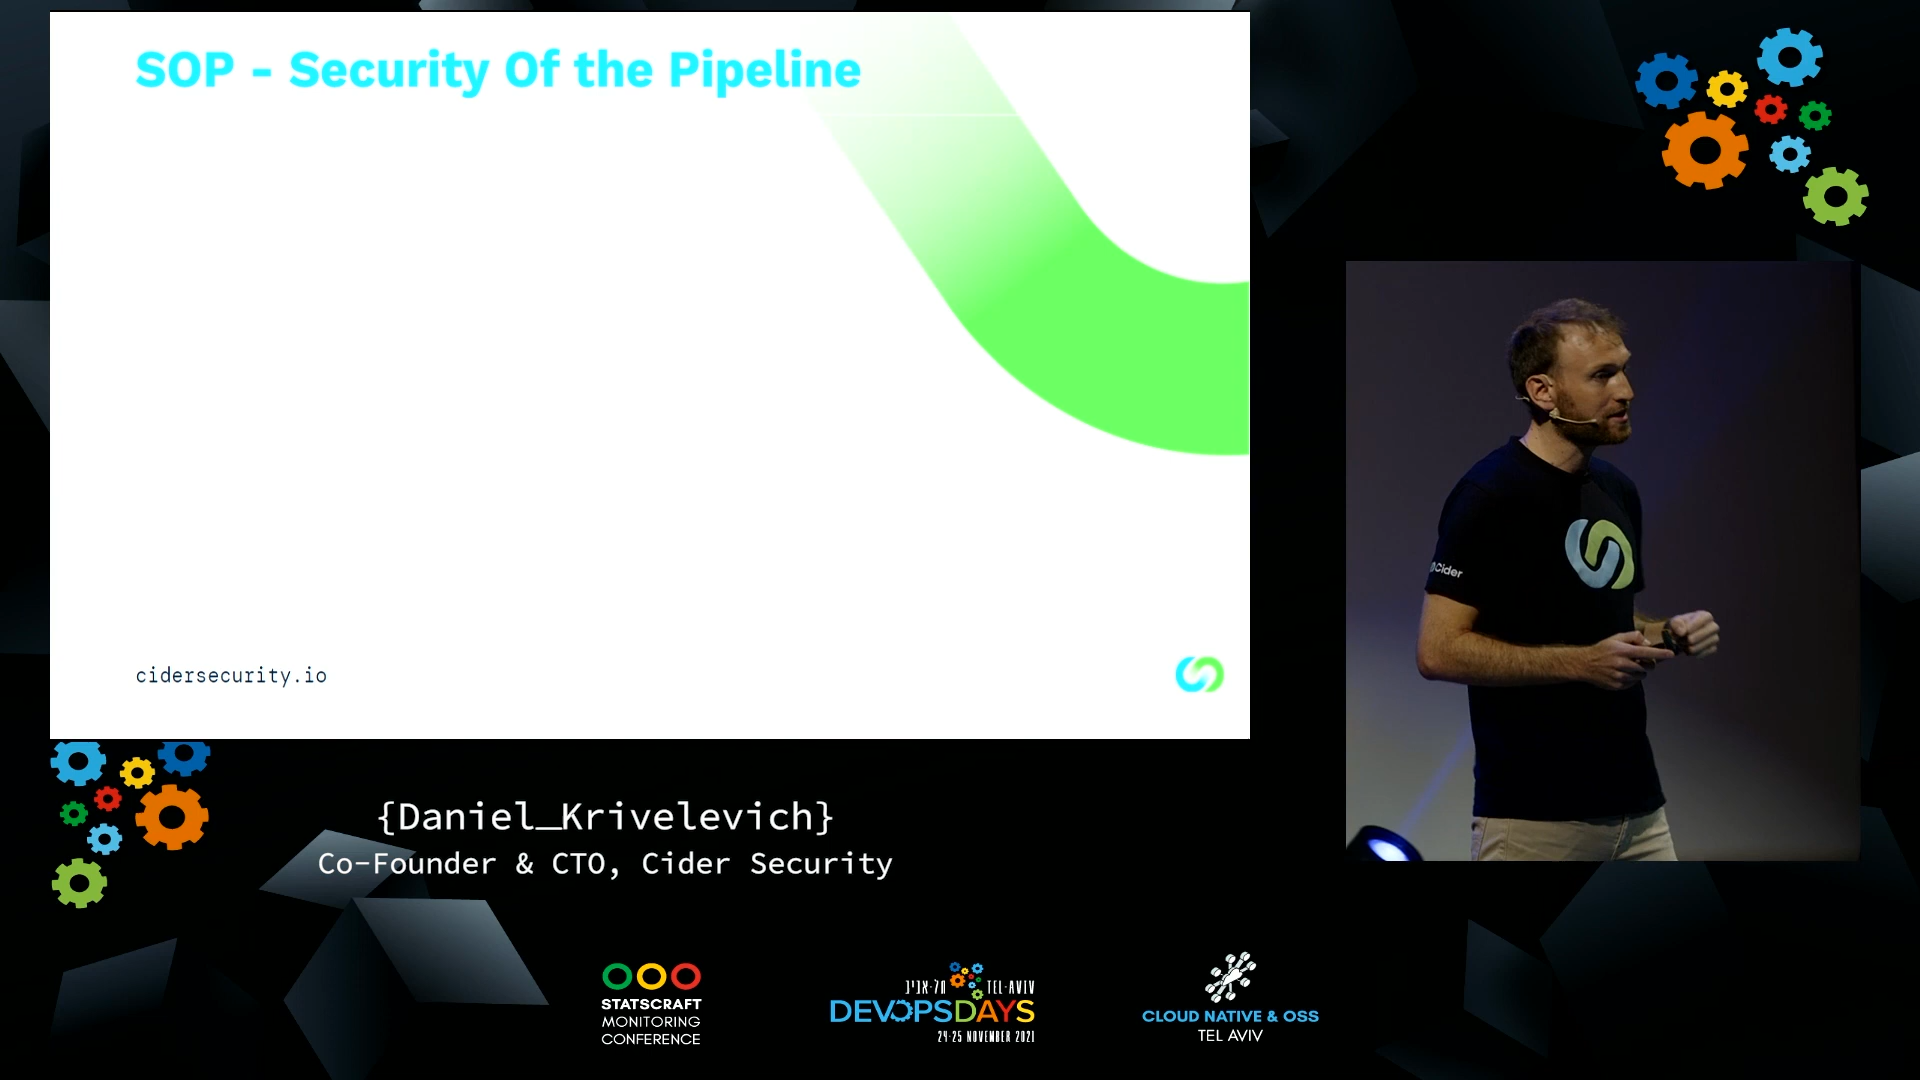 SOP - Security Of the Pipeline
cidersecurity.io
Cider
{Daniel_Krivelevich}
Co-Founder & CTO, Cider Security
STATSCRAFT
MONITORING
CONFERENCE
תל-אביב TEL-AVIV
DEVOPSDAYS
24-25 NOVEMBER 2021
CLOUD NATIVE & OSS
TEL AVIV